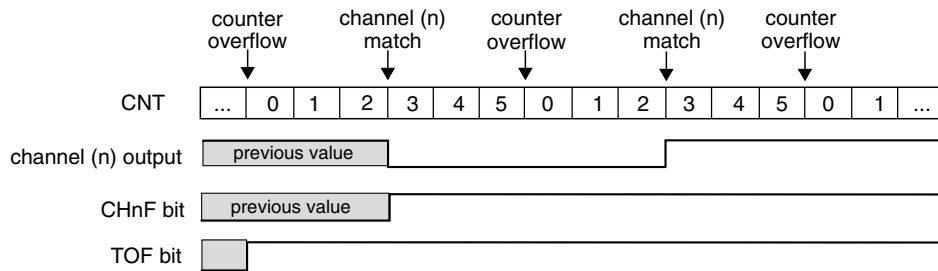 counter overflow
channel (n) match
counter overflow
channel (n) match
counter overflow
CNT ... 0 1 2 3 4 5 0 1 2 3 4 5 0 1 ...
channel (n) output previous value
CHnF bit previous value
TOF bit